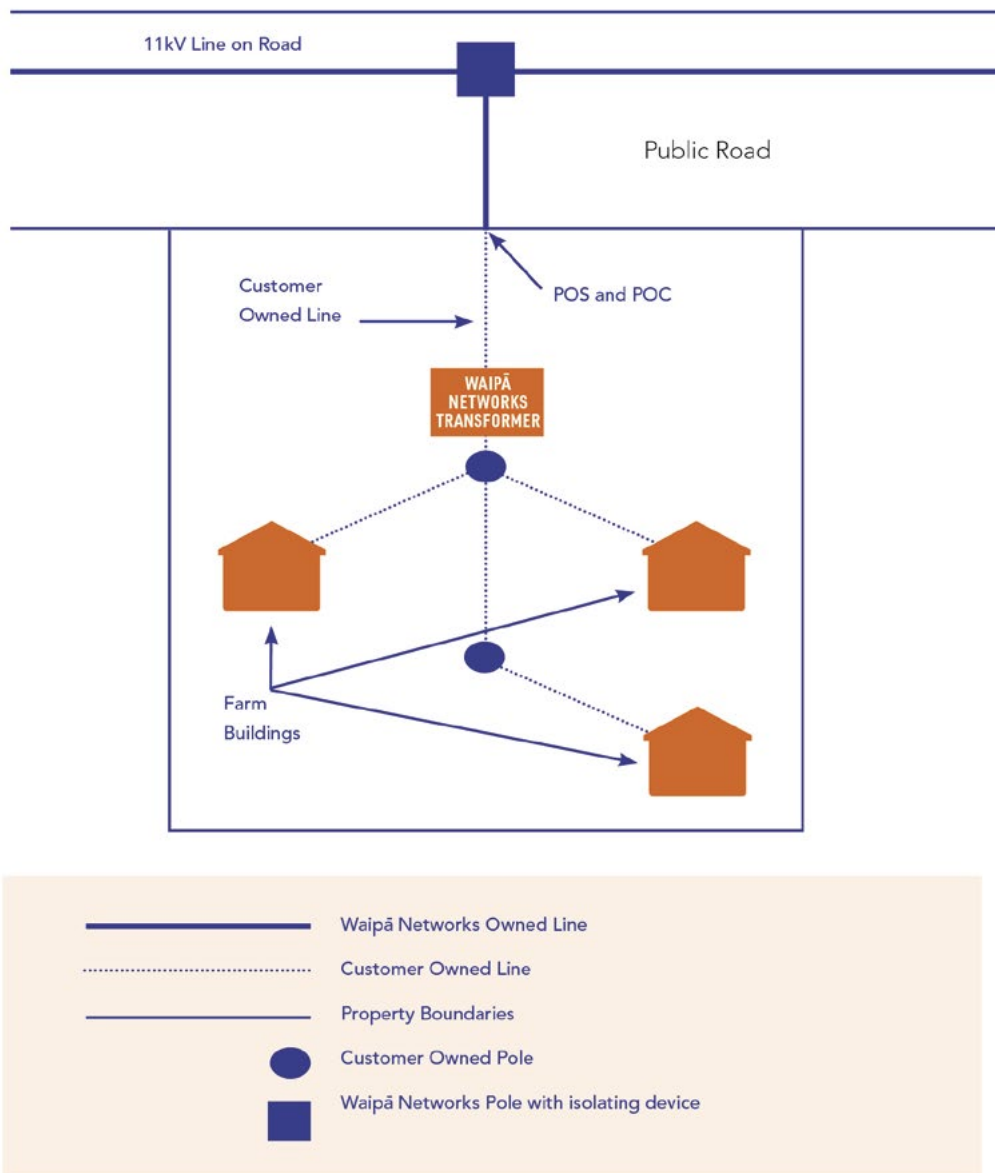 11kV Line on Road
Public Road
Customer
Owned Line
POS and POC
WAIPĀ
NETWORKS
TRANSFORMER
Farm
Buildings
Waipā Networks Owned Line
Customer Owned Line
Property Boundaries
Customer Owned Pole
Waipā Networks Pole with isolating device